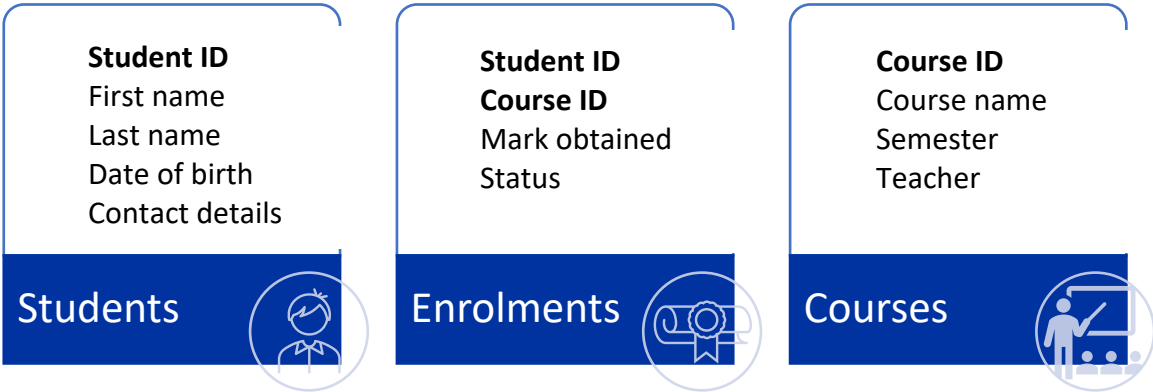 Student ID
First name
Last name
Date of birth
Contact details
Students
Student ID
Course ID
Mark obtained
Status
Enrolments
Course ID
Course name
Semester
Teacher
Courses